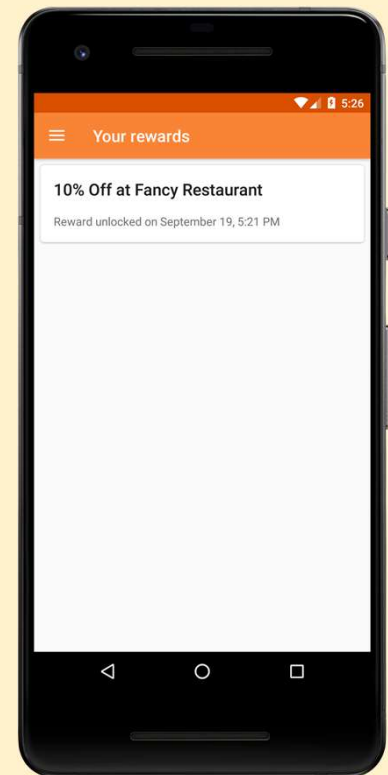 5:26
Your rewards
10% Off at Fancy Restaurant
Reward unlocked on September 19, 5:21 PM